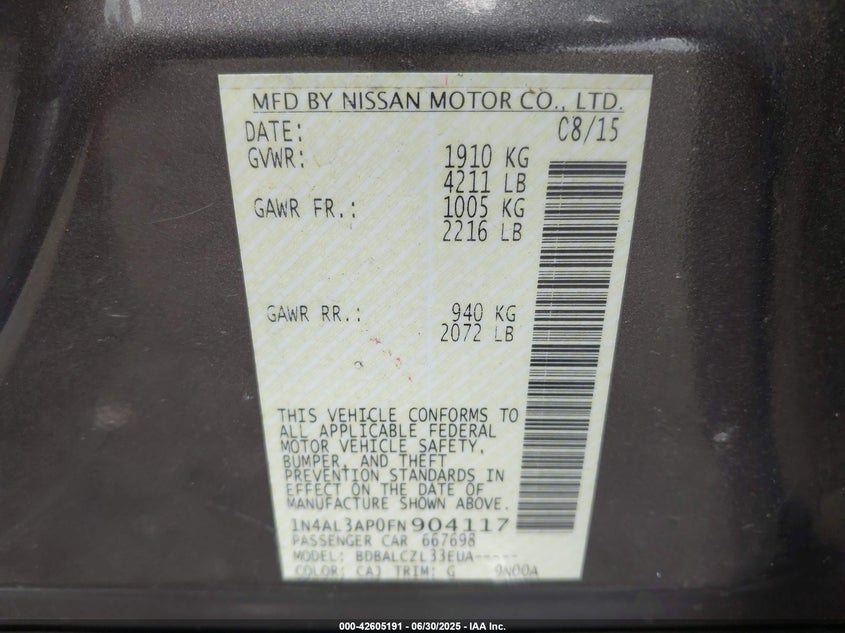 MFD BY NISSAN MOTOR CO., LTD.
DATE: 08/15
GVWR: 1910 KG
4211 LB
GAWR FR.: 1005 KG
2216 LB
GAWR RR.: 940 KG
2072 LB
THIS VEHICLE CONFORMS TO
ALL APPLICABLE FEDERAL
MOTOR VEHICLE SAFETY,
BUMPER, AND THEFT
PREVENTION STANDARDS IN
EFFECT ON THE DATE OF
MANUFACTURE SHOWN ABOVE.
1N4AL3AP0FN904117
PASSENGER CAR 667698
MODEL: BDBALCZL33EUA-----
COLOR: CAJ TRIM: G 9N00A
000-42605191 - 06/30/2025 - IAA Inc.